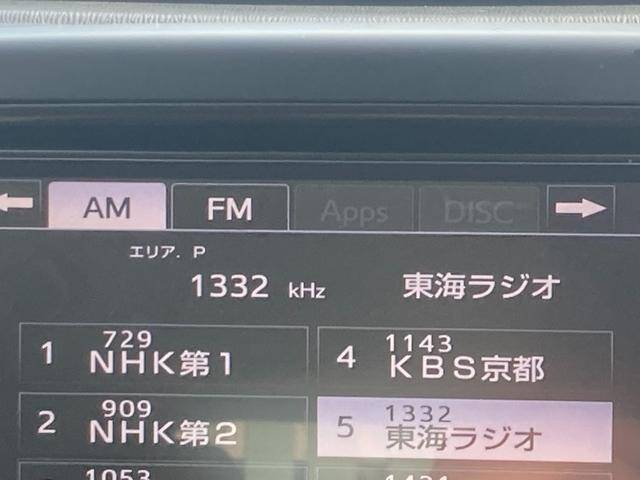 AM FM Apps DISC
エリア. P
1332 kHz 東海ラジオ
1 729 NHK第1
4 1143 KBS京都
2 909 NHK第2
5 1332 東海ラジオ
1053